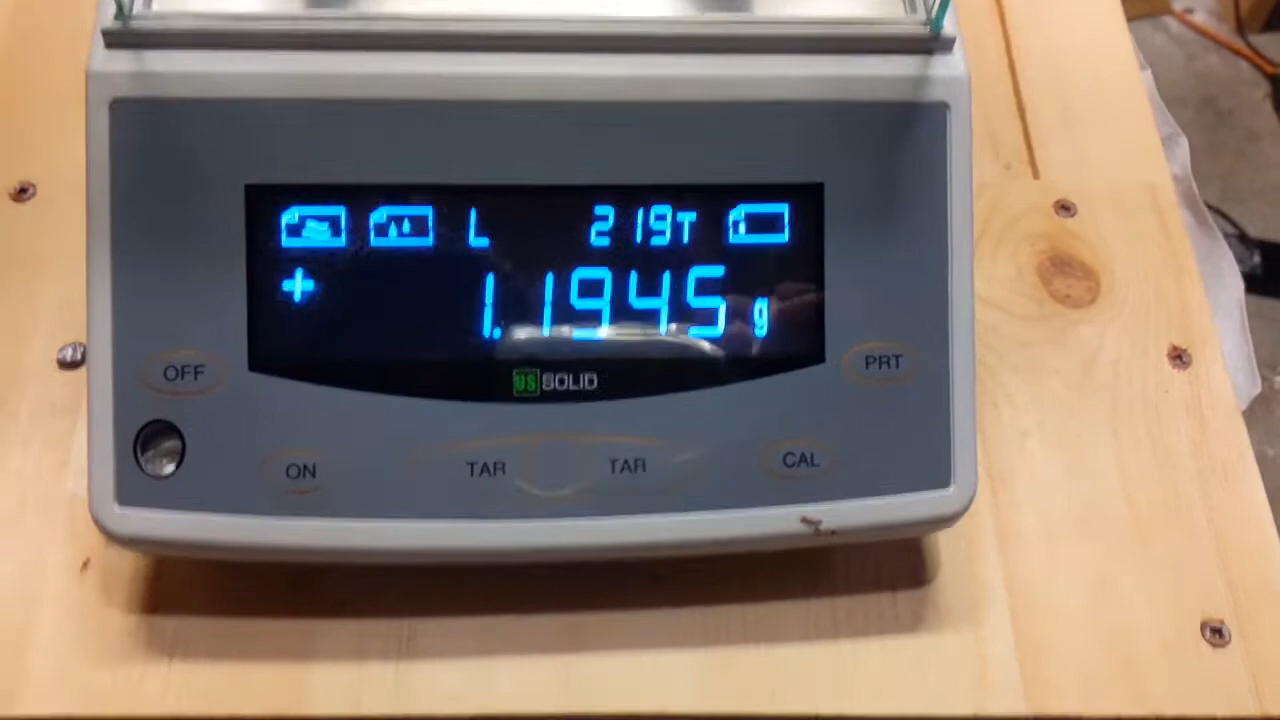 L 219T
+ 1.1945 g
US SOLID
OFF
PRT
ON
TAR
TAR
CAL